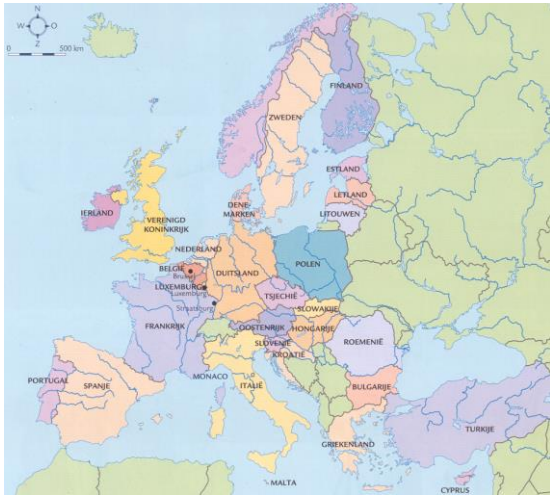 N
W O
Z
0 500 km
FINLAND
ZWEDEN
ESTLAND
LETLAND
LITOUWEN
DENE-
MARKEN
IERLAND
VERENIGD
KONINKRIJK
NEDERLAND
POLEN
BELGIË
Brussel
DUITSLAND
LUXEMBURG
Luxemburg
TSJECHIË
Straatsburg
SLOWAKIJE
FRANKRIJK
OOSTENRIJK
HONGARIJE
SLOVENIË
ROEMENIË
KROATIË
MONACO
ITALIË
BULGARIJE
PORTUGAL
SPANJE
TURKIJE
GRIEKENLAND
MALTA
CYPRUS